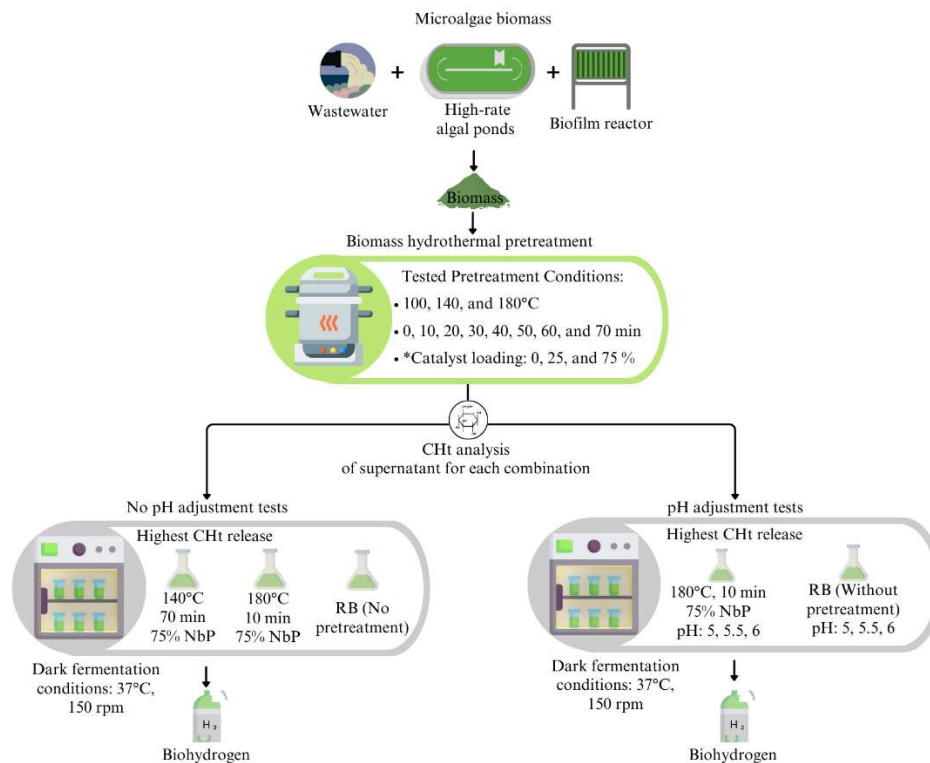 Microalgae biomass
+
+
Wastewater
High-rate
algal ponds
Biofilm reactor
Biomass
Biomass hydrothermal pretreatment
Tested Pretreatment Conditions:
• 100, 140, and 180°C
• 0, 10, 20, 30, 40, 50, 60, and 70 min
• *Catalyst loading: 0, 25, and 75 %
CHt analysis
of supernatant for each combination
No pH adjustment tests
Highest CHt release
140°C
70 min
75% NbP
180°C
10 min
75% NbP
RB (No
pretreatment)
Dark fermentation
conditions: 37°C,
150 rpm
H₂
Biohydrogen
pH adjustment tests
Highest CHt release
180°C, 10 min
75% NbP
pH: 5, 5.5, 6
RB (Without
pretreatment)
pH: 5, 5.5, 6
Dark fermentation
conditions: 37°C,
150 rpm
H₂
Biohydrogen